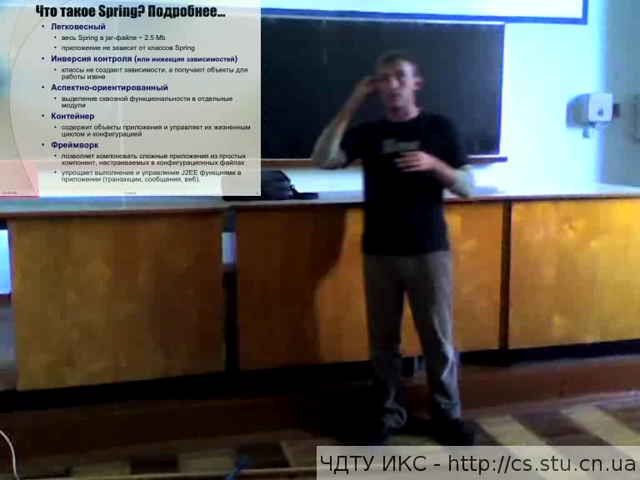 Что такое Spring? Подробнее...
• Легковесный
• весь Spring в jar-файле ~ 2.5 Mb
• приложение не зависит от классов Spring
• Инверсия контроля (или инжекция зависимостей)
• классы не создают зависимости, а получают объекты для
работы извне
• Аспектно-ориентированный
• выделение сквозной функциональности в отдельные
модули
• Контейнер
• содержит объекты приложения и управляет их жизненным
циклом и конфигурацией
• Фреймворк
• позволяет компоновать сложные приложения из простых
компонент, настраиваемых в конфигурационных файлах
• упрощает выполнение и управление J2EE функциями в
приложении (транзакции, сообщения, веб).
ЧДТУ ИКС - http://cs.stu.cn.ua